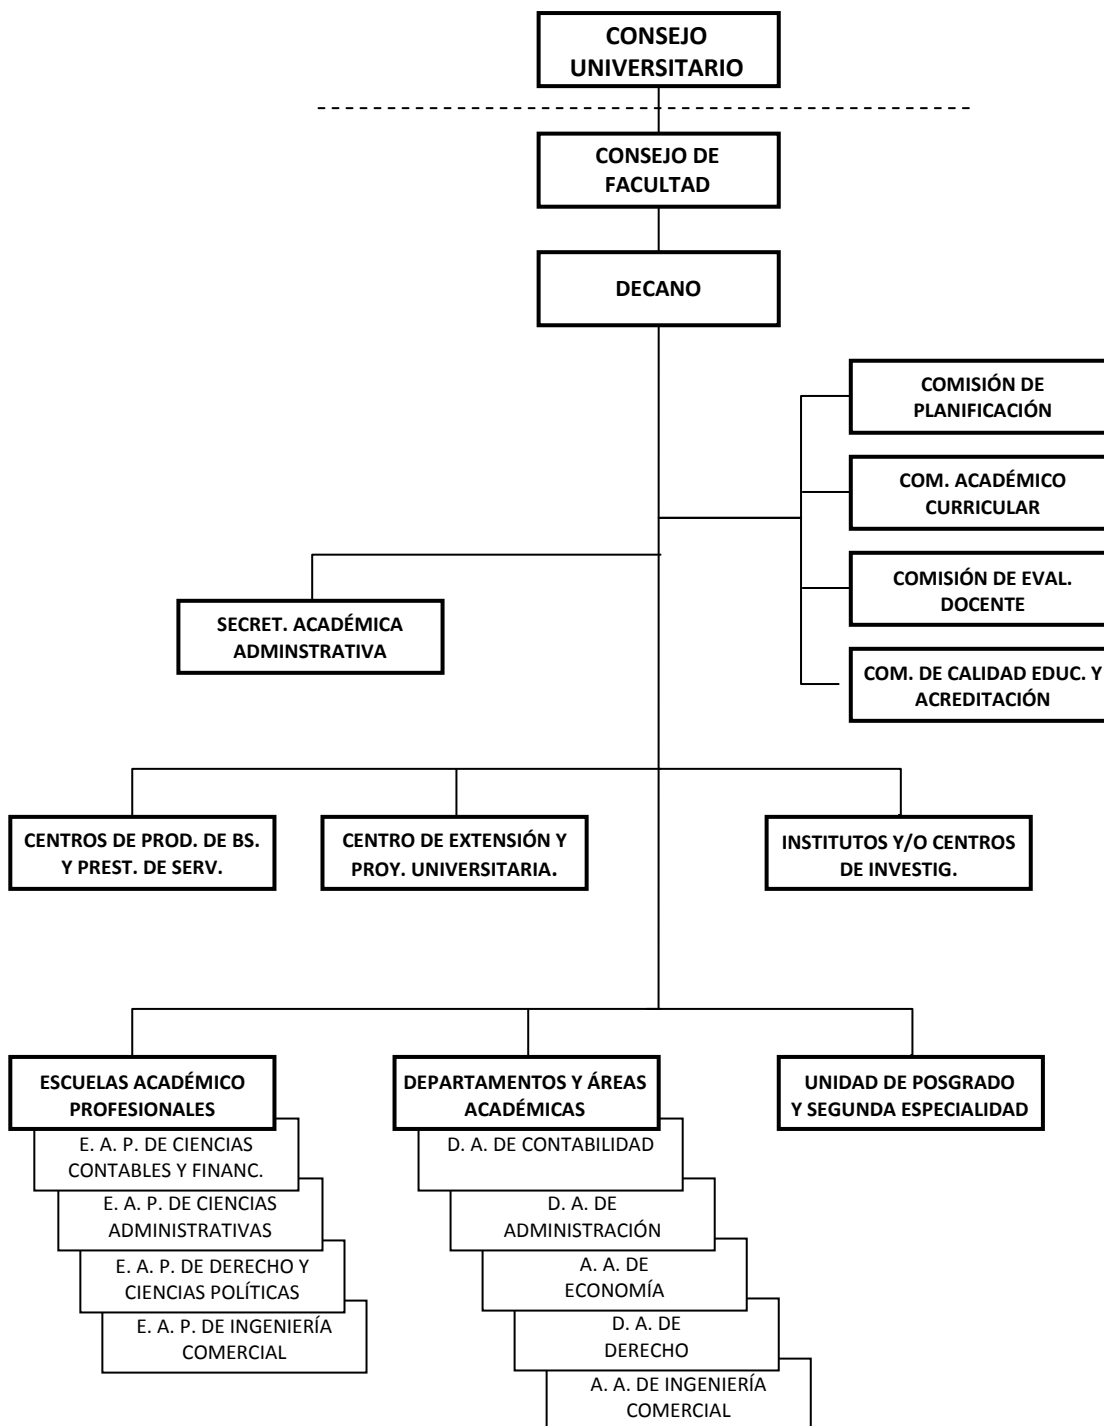 CONSEJO
UNIVERSITARIO
CONSEJO DE
FACULTAD
DECANO
COMISIÓN DE
PLANIFICACIÓN
COM. ACADÉMICO
CURRICULAR
COMISIÓN DE EVAL.
DOCENTE
COM. DE CALIDAD EDUC. Y
ACREDITACIÓN
SECRET. ACADÉMICA
ADMINSTRATIVA
CENTROS DE PROD. DE BS.
Y PREST. DE SERV.
CENTRO DE EXTENSIÓN Y
PROY. UNIVERSITARIA.
INSTITUTOS Y/O CENTROS
DE INVESTIG.
ESCUELAS ACADÉMICO
PROFESIONALES
E. A. P. DE CIENCIAS
CONTABLES Y FINANC.
E. A. P. DE CIENCIAS
ADMINISTRATIVAS
E. A. P. DE DERECHO Y
CIENCIAS POLÍTICAS
E. A. P. DE INGENIERÍA
COMERCIAL
DEPARTAMENTOS Y ÁREAS
ACADÉMICAS
D. A. DE CONTABILIDAD
D. A. DE
ADMINISTRACIÓN
A. A. DE
ECONOMÍA
D. A. DE
DERECHO
A. A. DE INGENIERÍA
COMERCIAL
UNIDAD DE POSGRADO
Y SEGUNDA ESPECIALIDAD